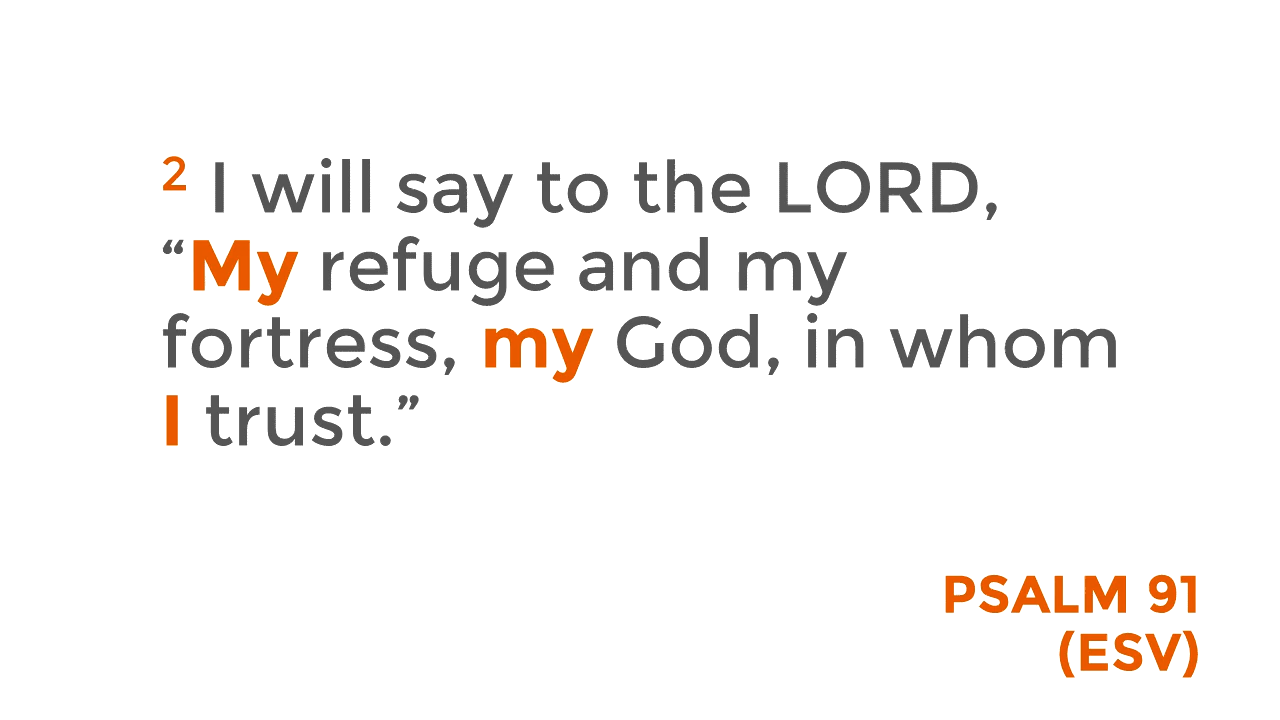 2 I will say to the LORD,
“My refuge and my
fortress, my God, in whom
I trust.”
PSALM 91
(ESV)